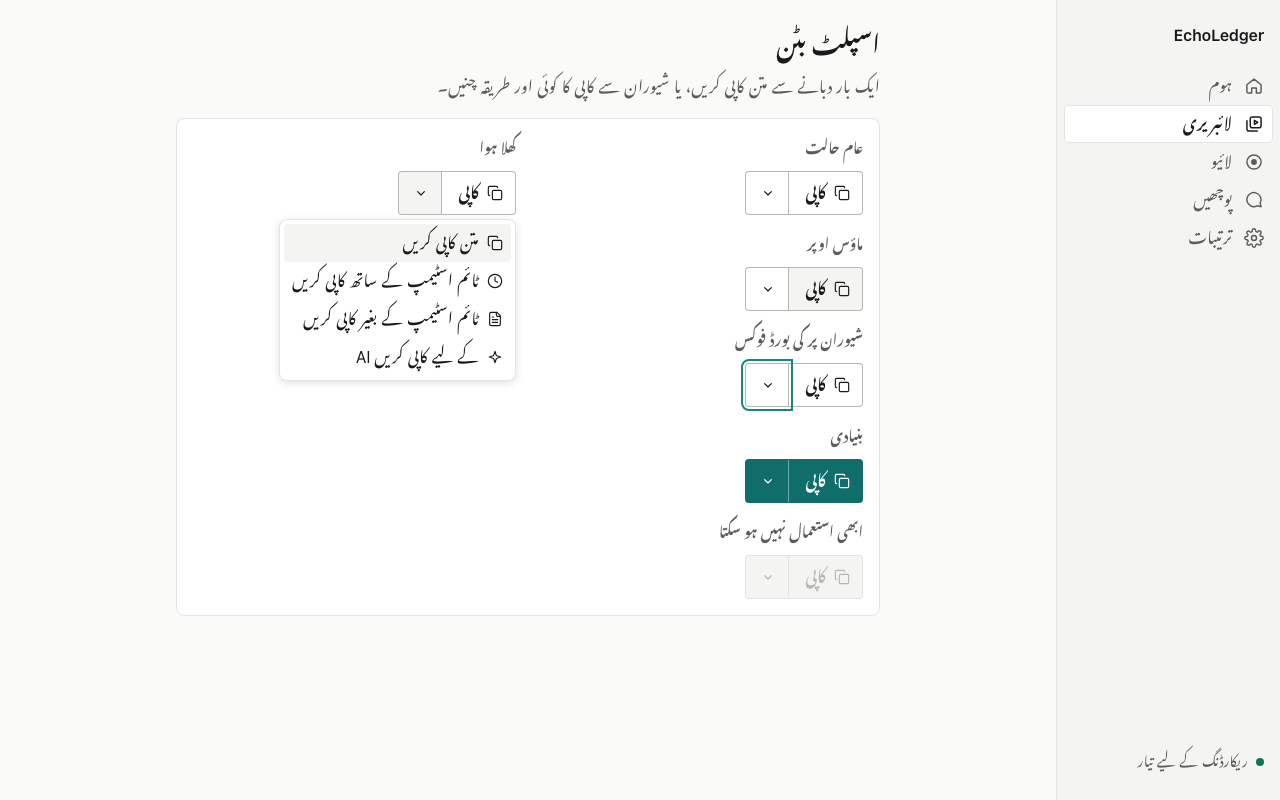 EchoLedger
ہوم
لائبریری
لائیو
پوچھیں
ترتیبات
ریکارڈنگ کے لیے تیار
اسپلٹ بٹن
ایک بار دبانے سے متن کاپی کریں، یا شیوران سے کاپی کا کوئی اور طریقہ چنیں۔
عام حالت
کاپی
ماؤس اوپر
کاپی
شیوران پر کی بورڈ فوکس
کاپی
بنیادی
کاپی
ابھی استعمال نہیں ہو سکتا
کاپی
کھلا ہوا
کاپی
متن کاپی کریں
ٹائم اسٹیمپ کے ساتھ کاپی کریں
ٹائم اسٹیمپ کے بغیر کاپی کریں
کے لیے کاپی کریں AI